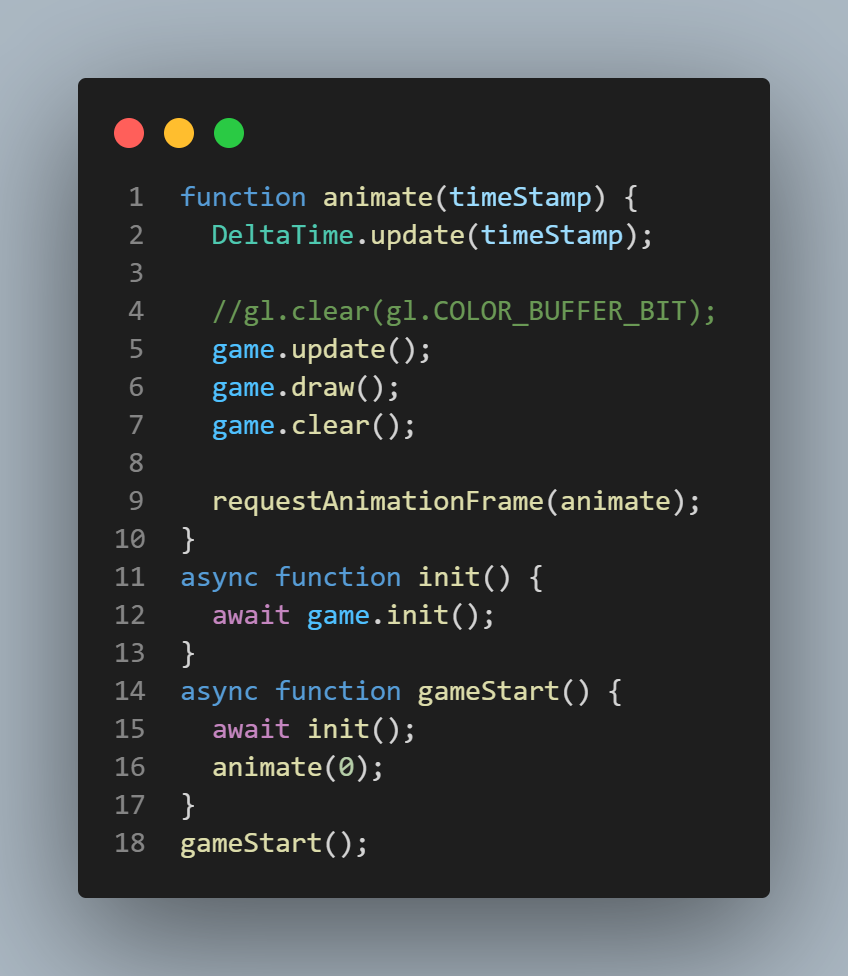 1 function animate(timeStamp) {
2   DeltaTime.update(timeStamp);
3
4   //gl.clear(gl.COLOR_BUFFER_BIT);
5   game.update();
6   game.draw();
7   game.clear();
8
9   requestAnimationFrame(animate);
10 }
11 async function init() {
12   await game.init();
13 }
14 async function gameStart() {
15   await init();
16   animate(0);
17 }
18 gameStart();